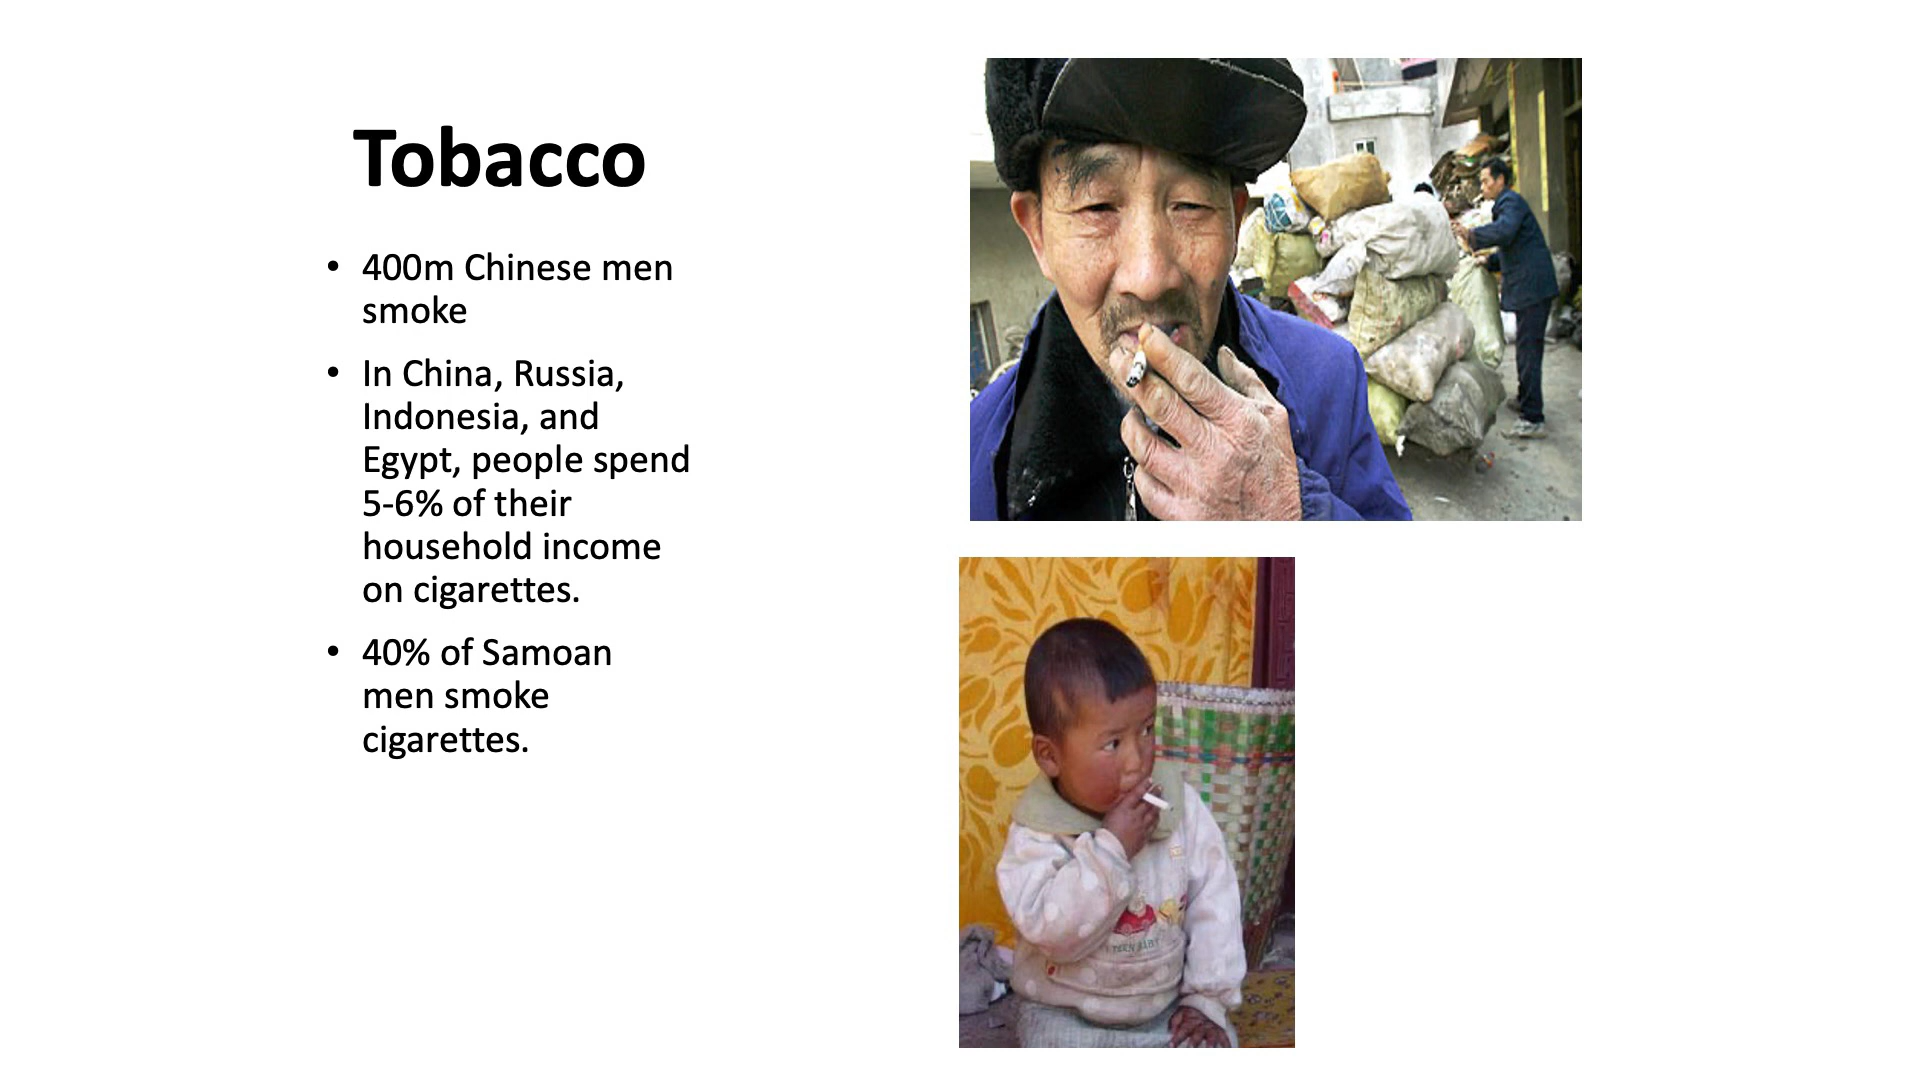 Tobacco
• 400m Chinese men
smoke
• In China, Russia,
Indonesia, and
Egypt, people spend
5-6% of their
household income
on cigarettes.
• 40% of Samoan
men smoke
cigarettes.